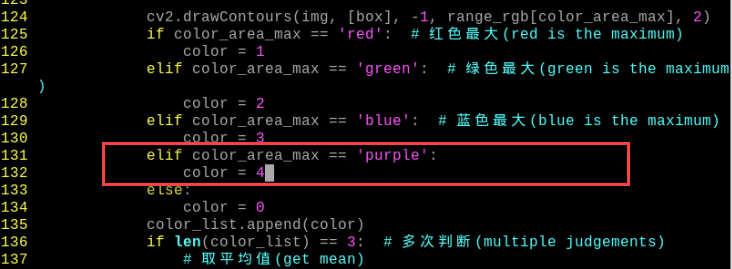 124 cv2.drawContours(img, [box], -1, range_rgb[color_area_max], 2)
125 if color_area_max == 'red': # 红色最大(red is the maximum)
126 color = 1
127 elif color_area_max == 'green': # 绿色最大(green is the maximum
)
128 color = 2
129 elif color_area_max == 'blue': # 蓝色最大(blue is the maximum)
130 color = 3
131 elif color_area_max == 'purple':
132 color = 4
133 else:
134 color = 0
135 color_list.append(color)
136 if len(color_list) == 3: # 多次判断(multiple judgements)
137 # 取平均值(get mean)